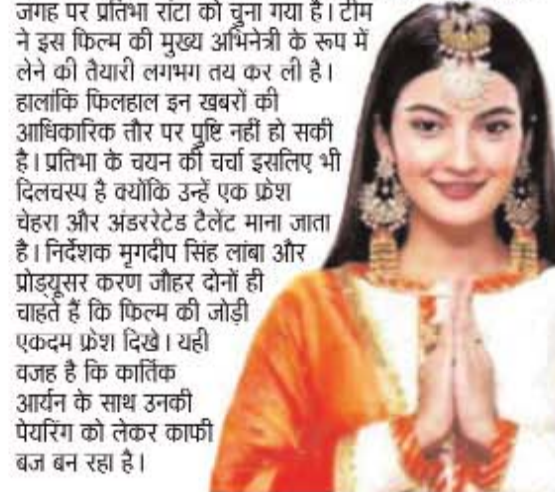 जगह पर प्रतिभा रांटा को चुना गया है। टीम
ने इस फिल्म की मुख्य अभिनेत्री के रूप में
लेने की तैयारी लगभग तय कर ली है।
हालांकि फिलहाल इन खबरों की
आधिकारिक तौर पर पुष्टि नहीं हो सकी
है। प्रतिभा के चयन की चर्चा इसलिए भी
दिलचस्प है क्योंकि उन्हें एक फ्रेश
चेहरा और अंडररेटेड टैलेंट माना जाता
है। निर्देशक मृगदीप सिंह लांबा और
प्रोड्यूसर करण जौहर दोनों ही
चाहते हैं कि फिल्म की जोड़ी
एकदम फ्रेश दिखे। यही
वजह है कि कार्तिक
आर्यन के साथ उनकी
पेयरिंग को लेकर काफी
बज बन रहा है।